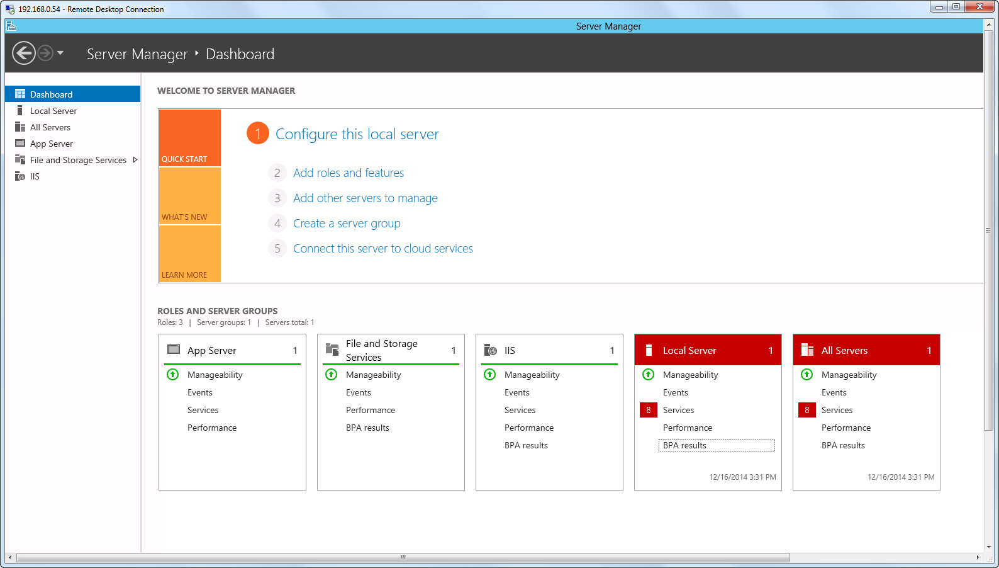 192.168.0.54 - Remote Desktop Connection
Server Manager
Server Manager ‣ Dashboard
Dashboard
Local Server
All Servers
App Server
File and Storage Services
IIS
WELCOME TO SERVER MANAGER
QUICK START
WHAT'S NEW
LEARN MORE
1 Configure this local server
2 Add roles and features
3 Add other servers to manage
4 Create a server group
5 Connect this server to cloud services
ROLES AND SERVER GROUPS
Roles: 3 | Server groups: 1 | Servers total: 1
App Server 1
Manageability
Events
Services
Performance
File and Storage
Services 1
Manageability
Events
Performance
BPA results
IIS 1
Manageability
Events
Services
Performance
BPA results
Local Server 1
Manageability
Events
8 Services
Performance
BPA results
12/16/2014 3:31 PM
All Servers 1
Manageability
Events
8 Services
Performance
BPA results
12/16/2014 3:31 PM